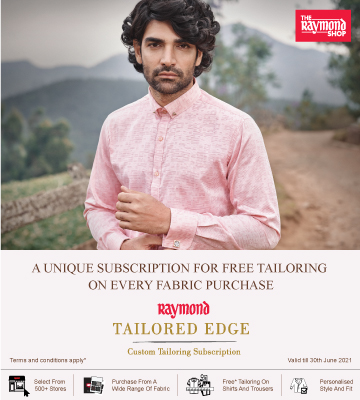 THE
Raymond
SHOP
A UNIQUE SUBSCRIPTION FOR FREE TAILORING
ON EVERY FABRIC PURCHASE
Raymond
TAILORED EDGE
Custom Tailoring Subscription
Terms and conditions apply*
Valid till 30th June 2021
Select From
500+ Stores
Purchase From A
Wide Range Of Fabric
Free* Tailoring On
Shirts And Trousers
Personalised
Style And Fit